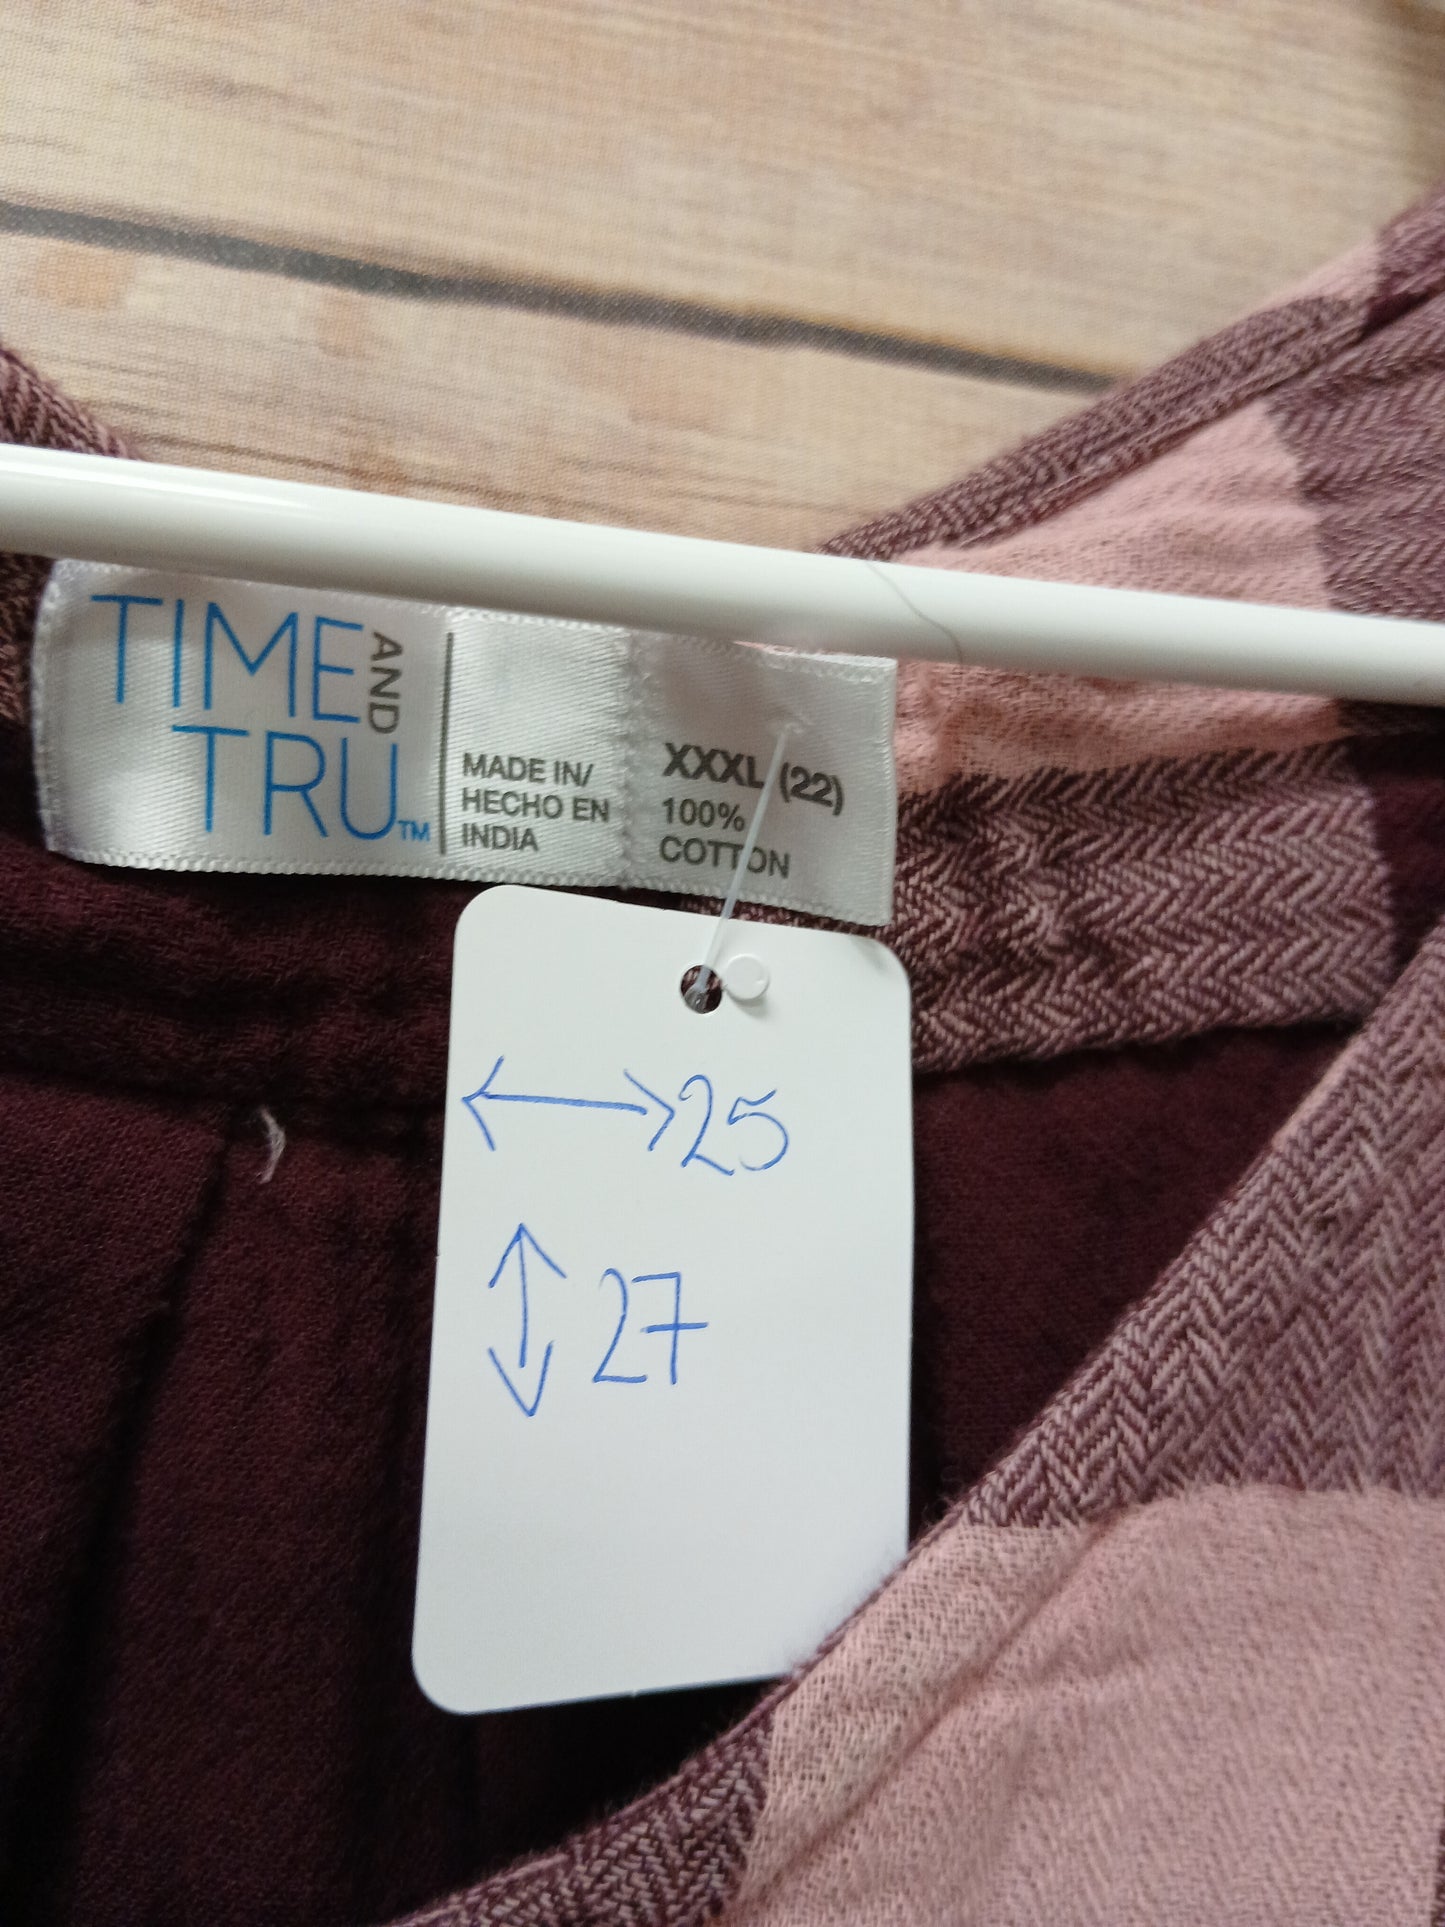 TIME AND
TRU™
MADE IN/
HECHO EN
INDIA
XXXL (22)
100%
COTTON
25
27